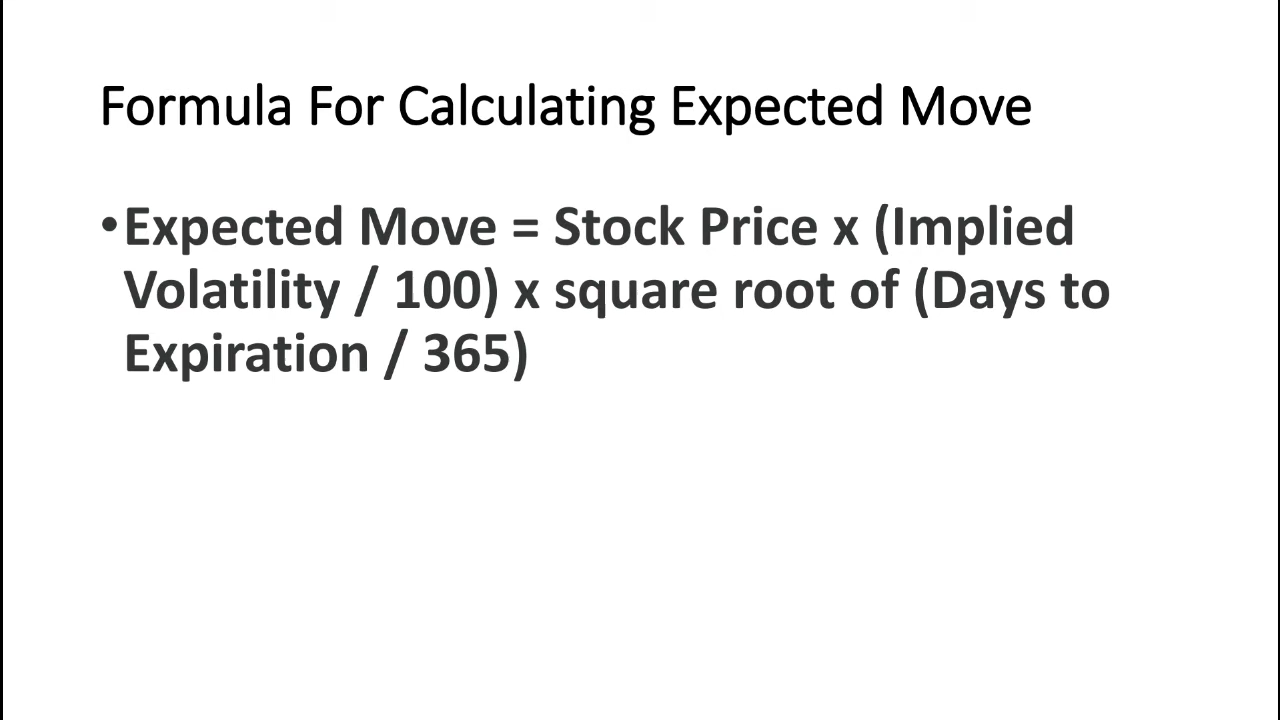 Formula For Calculating Expected Move
•Expected Move = Stock Price x (Implied
Volatility / 100) x square root of (Days to
Expiration / 365)